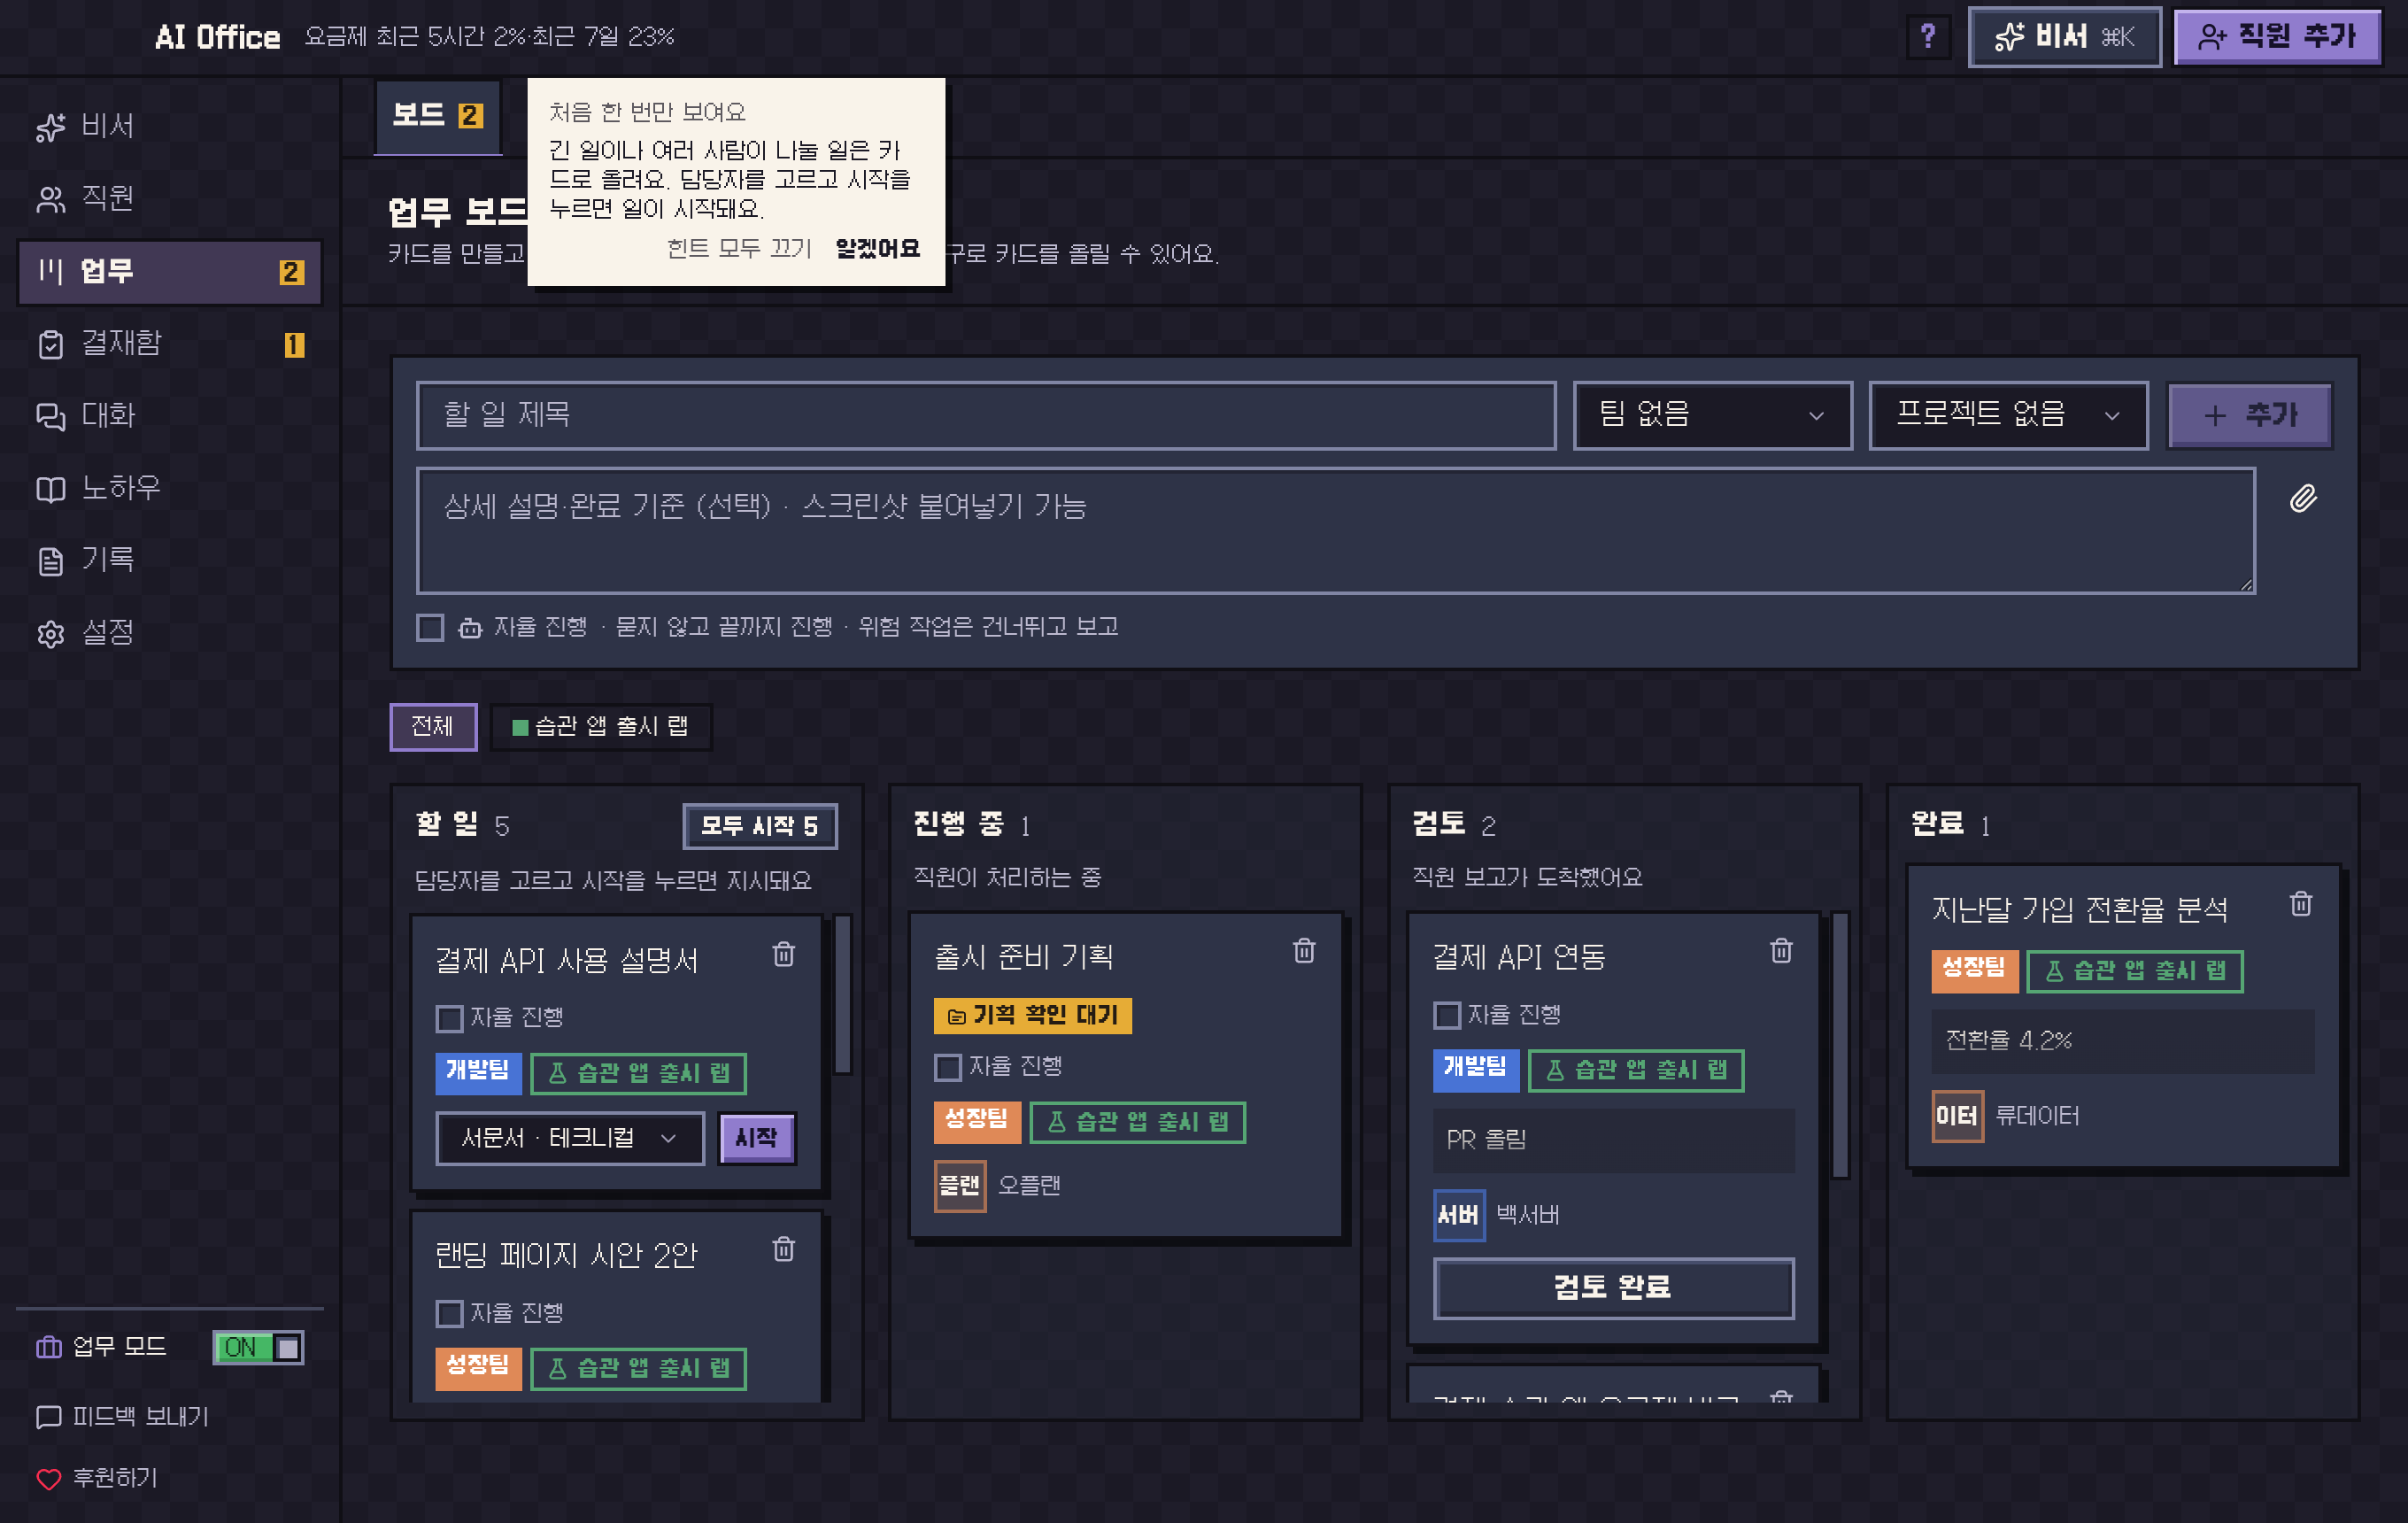 AI Office 요금제 최근 5시간 2%·최근 7일 23%
?
비서 ⌘K
직원 추가
비서
직원
업무 2
결재함 1
대화
노하우
기록
설정
업무 모드 ON
피드백 보내기
후원하기
보드 2
처음 한 번만 보여요
긴 일이나 여러 사람이 나눌 일은 카
드로 올려요. 담당자를 고르고 시작을
누르면 일이 시작돼요.
힌트 모두 끄기 알겠어요
업무 보드
카드를 만들고
구로 카드를 올릴 수 있어요.
할 일 제목
팀 없음
프로젝트 없음
+ 추가
상세 설명·완료 기준 (선택) · 스크린샷 붙여넣기 가능
자율 진행 · 묻지 않고 끝까지 진행 · 위험 작업은 건너뛰고 보고
전체
습관 앱 출시 랩
할 일 5
모두 시작 5
담당자를 고르고 시작을 누르면 지시돼요
결제 API 사용 설명서
자율 진행
개발팀 습관 앱 출시 랩
서문서 · 테크니컬
시작
랜딩 페이지 시안 2안
자율 진행
성장팀 습관 앱 출시 랩
진행 중 1
직원이 처리하는 중
출시 준비 기획
기획 확인 대기
자율 진행
성장팀 습관 앱 출시 랩
플랜 오플랜
검토 2
직원 보고가 도착했어요
결제 API 연동
자율 진행
개발팀 습관 앱 출시 랩
PR 올림
서버 백서버
검토 완료
완료 1
지난달 가입 전환율 분석
성장팀 습관 앱 출시 랩
전환율 4.2%
이터 류데이터